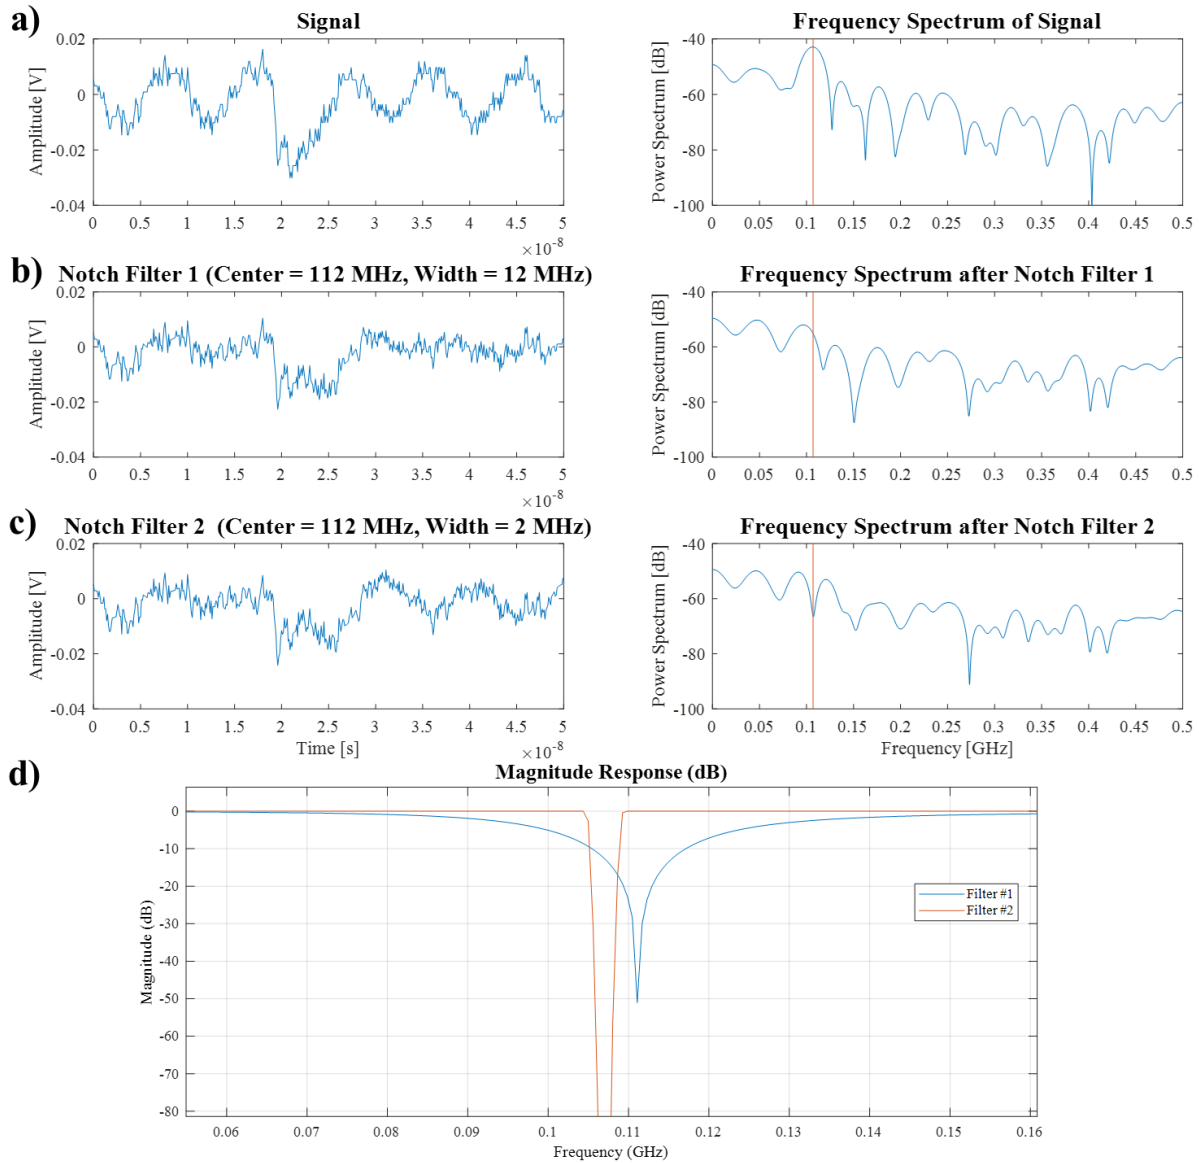 a)
Signal
Frequency Spectrum of Signal
Amplitude [V]
0.02
0
-0.02
-0.04
0 0.5 1 1.5 2 2.5 3 3.5 4 4.5 5
×10-8
Power Spectrum [dB]
-40
-60
-80
-100
0 0.05 0.1 0.15 0.2 0.25 0.3 0.35 0.4 0.45 0.5
b)
Notch Filter 1 (Center = 112 MHz, Width = 12 MHz)
Frequency Spectrum after Notch Filter 1
Amplitude [V]
0.02
0
-0.02
-0.04
0 0.5 1 1.5 2 2.5 3 3.5 4 4.5 5
×10-8
Power Spectrum [dB]
-40
-60
-80
-100
0 0.05 0.1 0.15 0.2 0.25 0.3 0.35 0.4 0.45 0.5
c)
Notch Filter 2 (Center = 112 MHz, Width = 2 MHz)
Frequency Spectrum after Notch Filter 2
Amplitude [V]
0.02
0
-0.02
-0.04
0 0.5 1 1.5 2 2.5 3 3.5 4 4.5 5
Time [s]
×10-8
Power Spectrum [dB]
-40
-60
-80
-100
0 0.05 0.1 0.15 0.2 0.25 0.3 0.35 0.4 0.45 0.5
Frequency [GHz]
d)
Magnitude Response (dB)
Magnitude (dB)
0
-10
-20
-30
-40
-50
-60
-70
-80
Filter #1
Filter #2
0.06 0.07 0.08 0.09 0.1 0.11 0.12 0.13 0.14 0.15 0.16
Frequency (GHz)